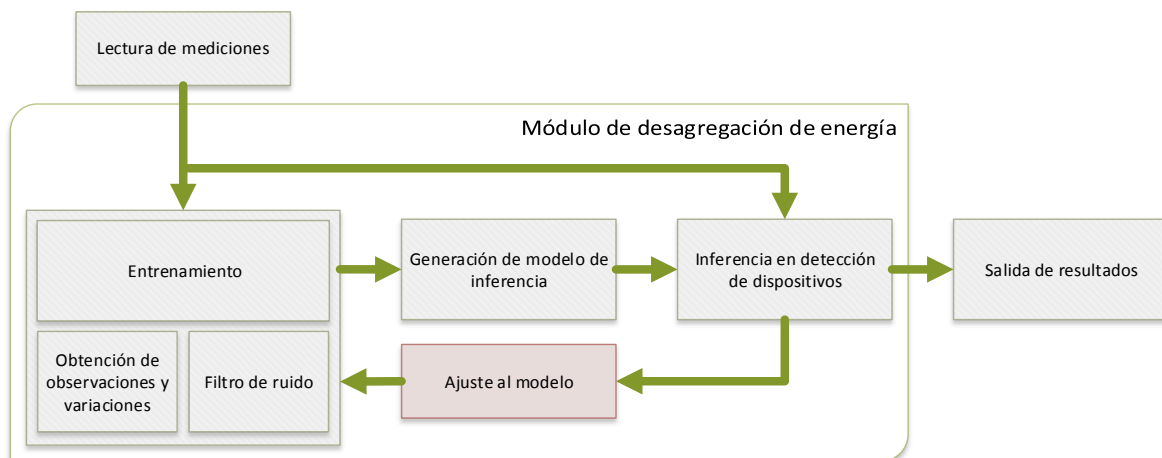 Lectura de mediciones
Módulo de desagregación de energía
Entrenamiento
Generación de modelo de
inferencia
Inferencia en detección
de dispositivos
Salida de resultados
Obtención de
observaciones y
variaciones
Filtro de ruido
Ajuste al modelo